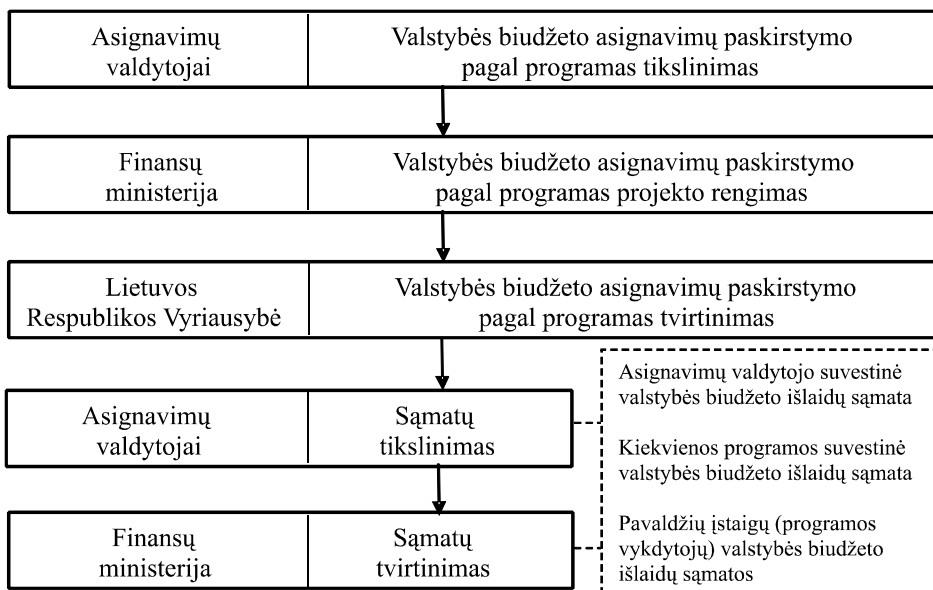 Asignavimų
valdytojai
Valstybės biudžeto asignavimų paskirstymo
pagal programas tikslinimas
Finansų
ministerija
Valstybės biudžeto asignavimų paskirstymo
pagal programas projekto rengimas
Lietuvos
Respublikos Vyriausybė
Valstybės biudžeto asignavimų paskirstymo
pagal programas tvirtinimas
Asignavimų
valdytojai
Sąmatų
tikslinimas
Finansų
ministerija
Sąmatų
tvirtinimas
Asignavimų valdytojo suvestinė
valstybės biudžeto išlaidų sąmata
Kiekvienos programos suvestinė
valstybės biudžeto išlaidų sąmata
Pavaldžių įstaigų (programos
vykdytojų) valstybės biudžeto
išlaidų sąmatos